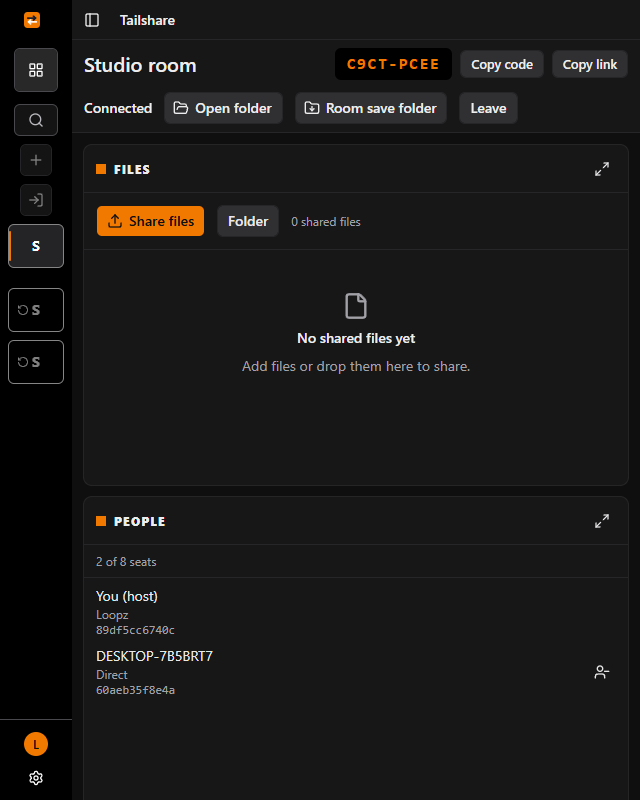 Tailshare
Studio room
C9CT-PCEE
Copy code
Copy link
Connected
Open folder
Room save folder
Leave
S
S
S
FILES
Share files
Folder
0 shared files
No shared files yet
Add files or drop them here to share.
PEOPLE
2 of 8 seats
You (host)
Loopz
89df5cc6740c
DESKTOP-7B5BRT7
Direct
60aeb35f8e4a
L